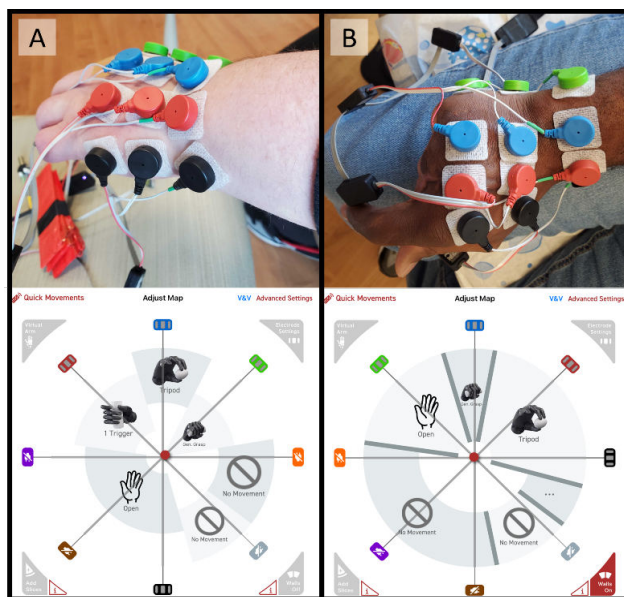 A
B
Quick Movements
Adjust Map
V&V
Advanced Settings
Virtual
Arm
Electrode
Settings
Tripod
1 Trigger
Gen. Grasp
No Movement
Open
No Movement
Add
Slices
i
i
Walls
Off
Quick Movements
Adjust Map
V&V
Advanced Settings
Virtual
Arm
Electrode
Settings
Gen. Grasp
Open
Tripod
...
No Movement
No Movement
Add
Slices
i
i
Walls
On